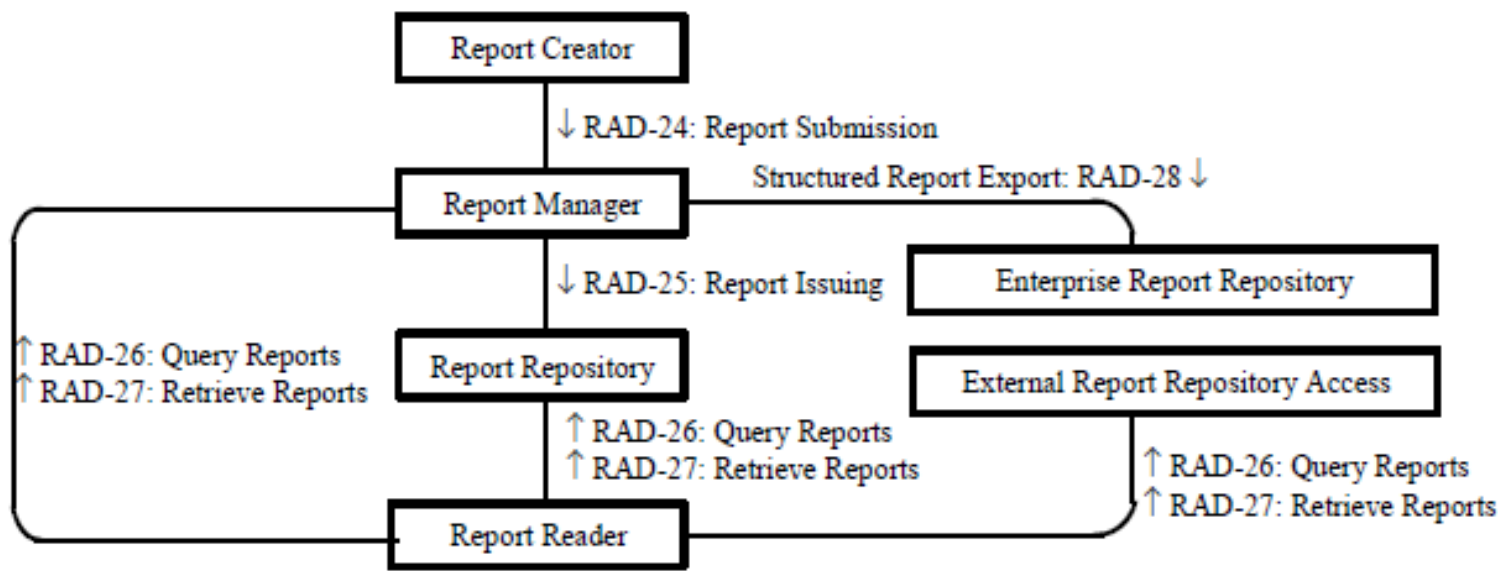 Report Creator
↓ RAD-24: Report Submission
Structured Report Export: RAD-28 ↓
Report Manager
↓ RAD-25: Report Issuing
Enterprise Report Repository
↑ RAD-26: Query Reports
↑ RAD-27: Retrieve Reports
Report Repository
External Report Repository Access
↑ RAD-26: Query Reports
↑ RAD-27: Retrieve Reports
↑ RAD-26: Query Reports
↑ RAD-27: Retrieve Reports
Report Reader